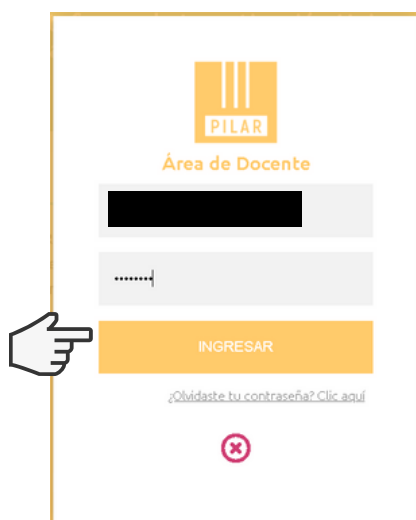 PILAR
Área de Docente
INGRESAR
¿Olvidaste tu contraseña? Clic aquí